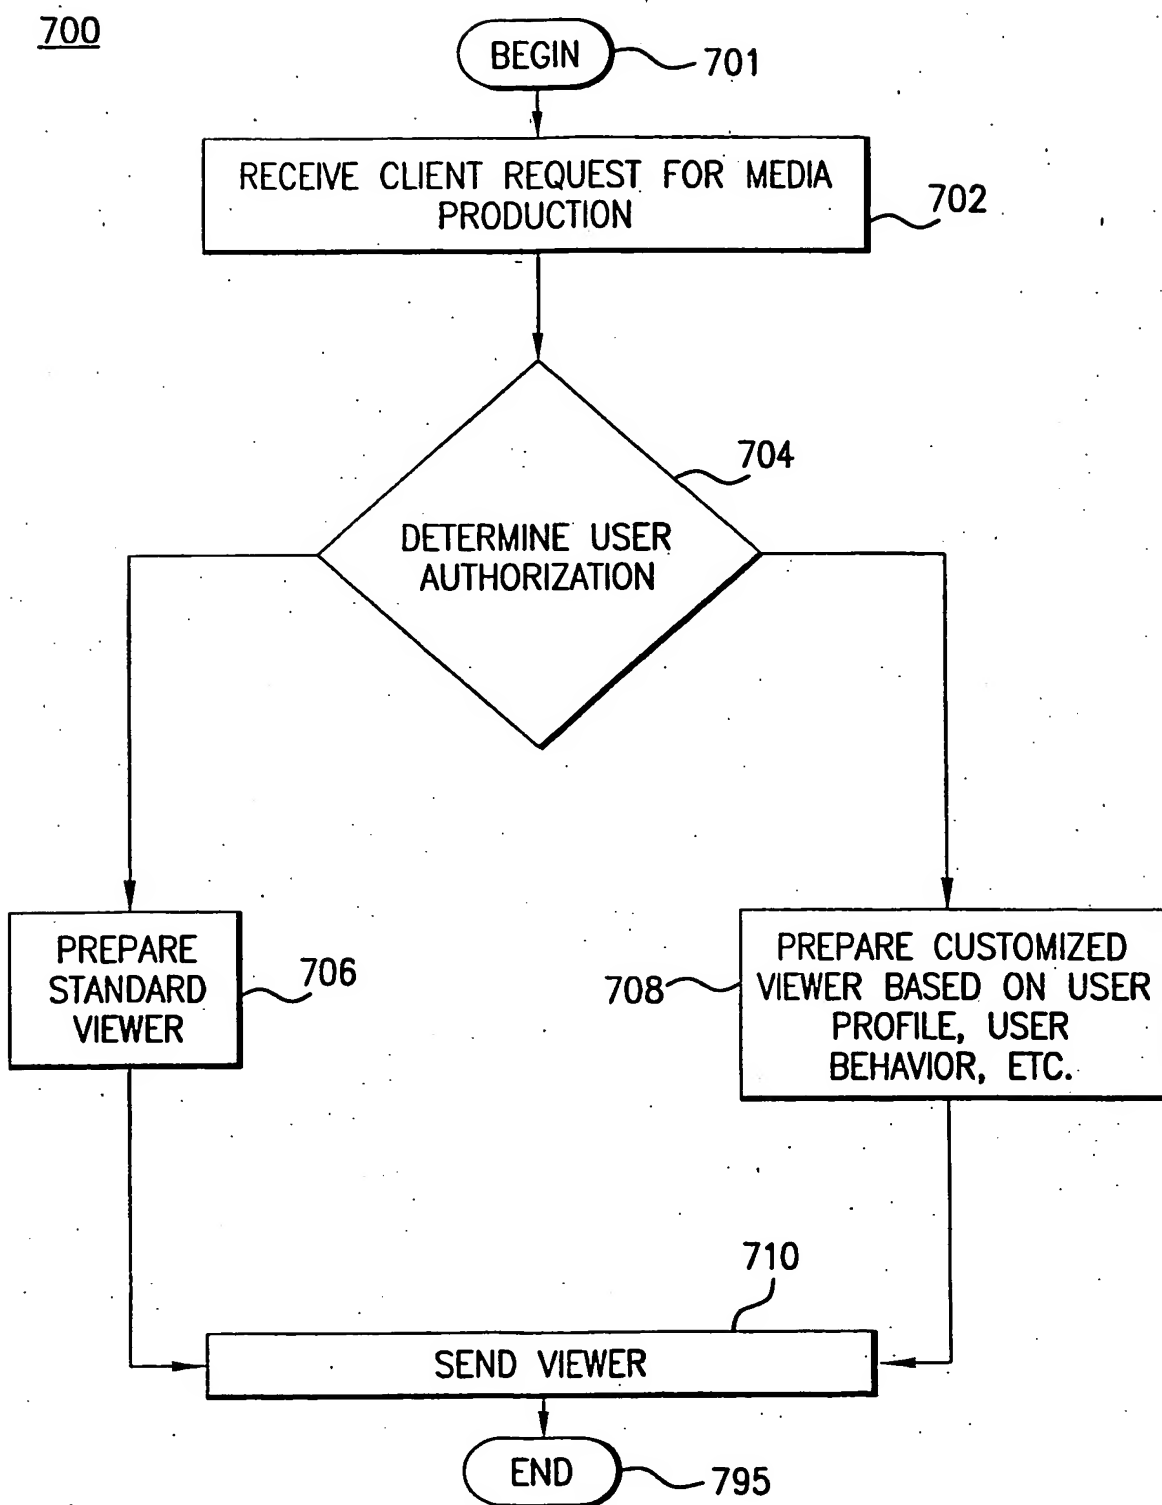 700
BEGIN
701
RECEIVE CLIENT REQUEST FOR MEDIA
PRODUCTION
702
704
DETERMINE USER
AUTHORIZATION
PREPARE
STANDARD
VIEWER
706
708
PREPARE CUSTOMIZED
VIEWER BASED ON USER
PROFILE, USER
BEHAVIOR, ETC.
710
SEND VIEWER
END
795